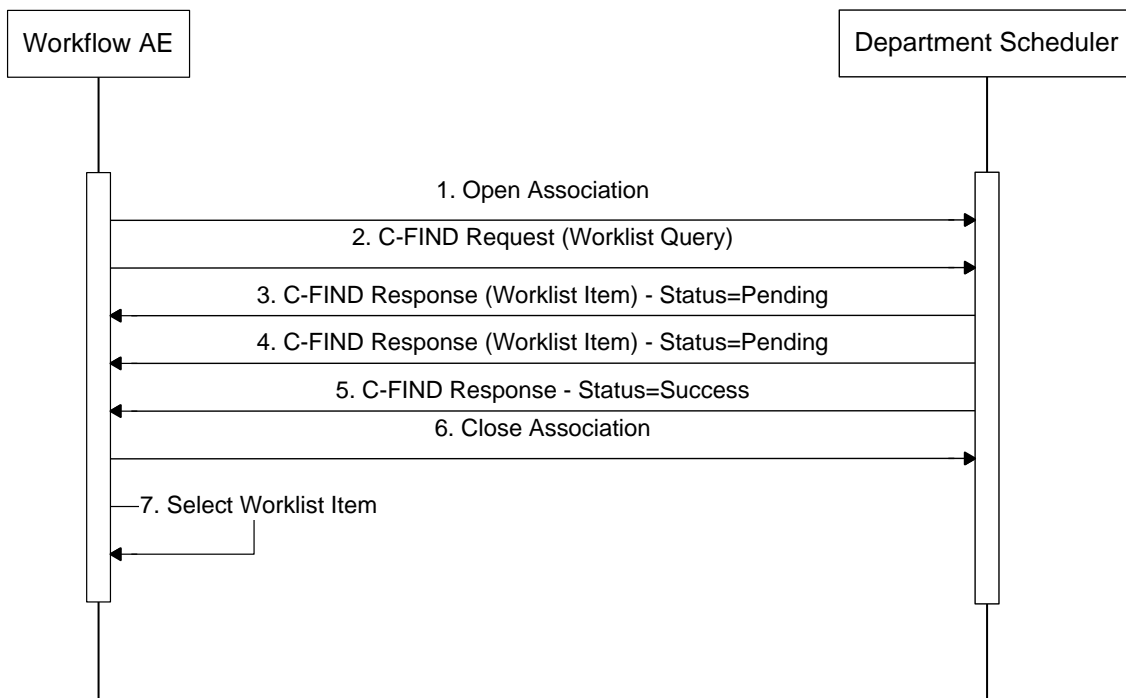 Workflow AE
Department Scheduler
1. Open Association
2. C-FIND Request (Worklist Query)
3. C-FIND Response (Worklist Item) - Status=Pending
4. C-FIND Response (Worklist Item) - Status=Pending
5. C-FIND Response - Status=Success
6. Close Association
7. Select Worklist Item